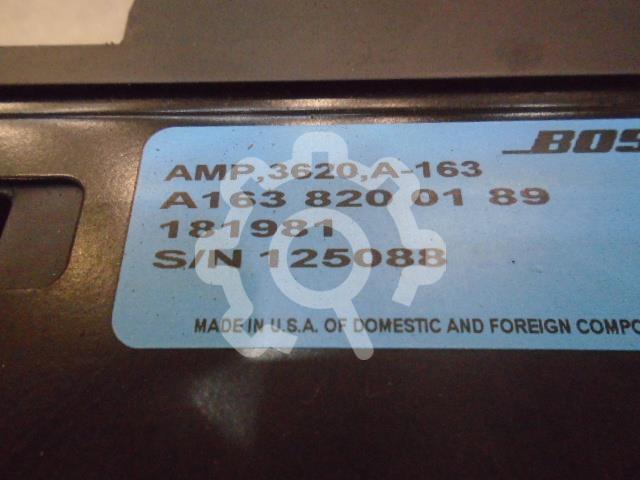 BOS
AMP,3620,A-163
A163 820 01 89
181981
S/N 125088
MADE IN U.S.A. OF DOMESTIC AND FOREIGN COMPO